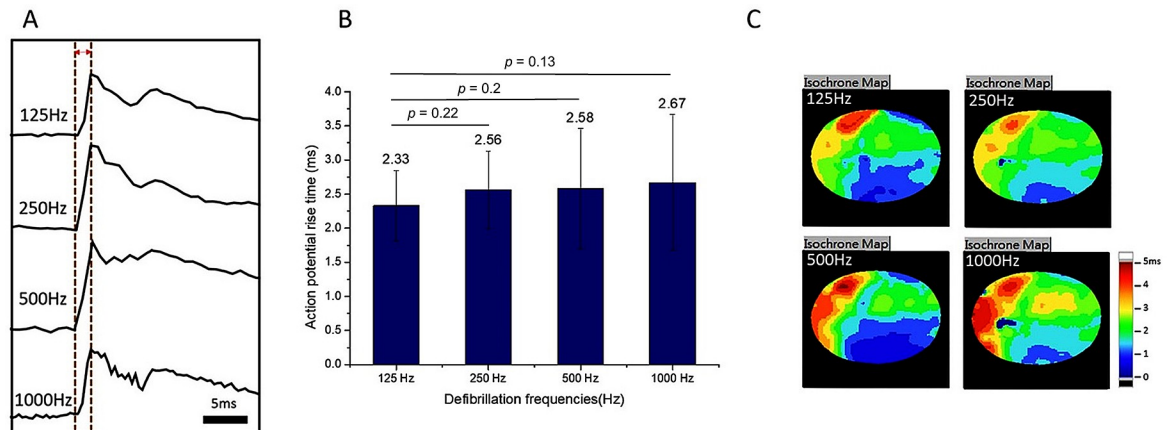 A
125Hz
250Hz
500Hz
1000Hz
5ms
B
p = 0.13
p = 0.2
p = 0.22
2.33
2.56
2.58
2.67
4.0
3.5
3.0
2.5
2.0
1.5
1.0
0.5
0.0
Action potential rise time (ms)
125 Hz
250 Hz
500 Hz
1000 Hz
Defibrillation frequencies(Hz)
C
Isochrone Map
125Hz
Isochrone Map
250Hz
Isochrone Map
500Hz
Isochrone Map
1000Hz
5ms
4
3
2
1
0